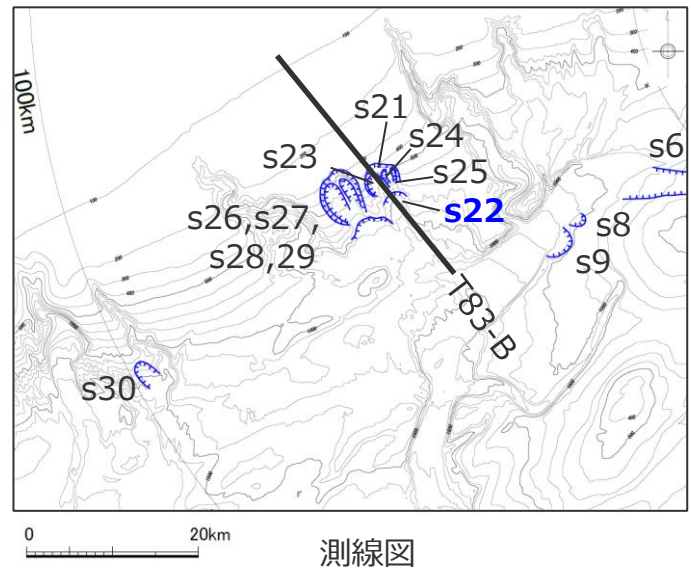 100km
s21
s24
s23
s25
s6
s22
s26,s27,
s28,29
s8
s9
T83-B
s30
0
20km
測線図